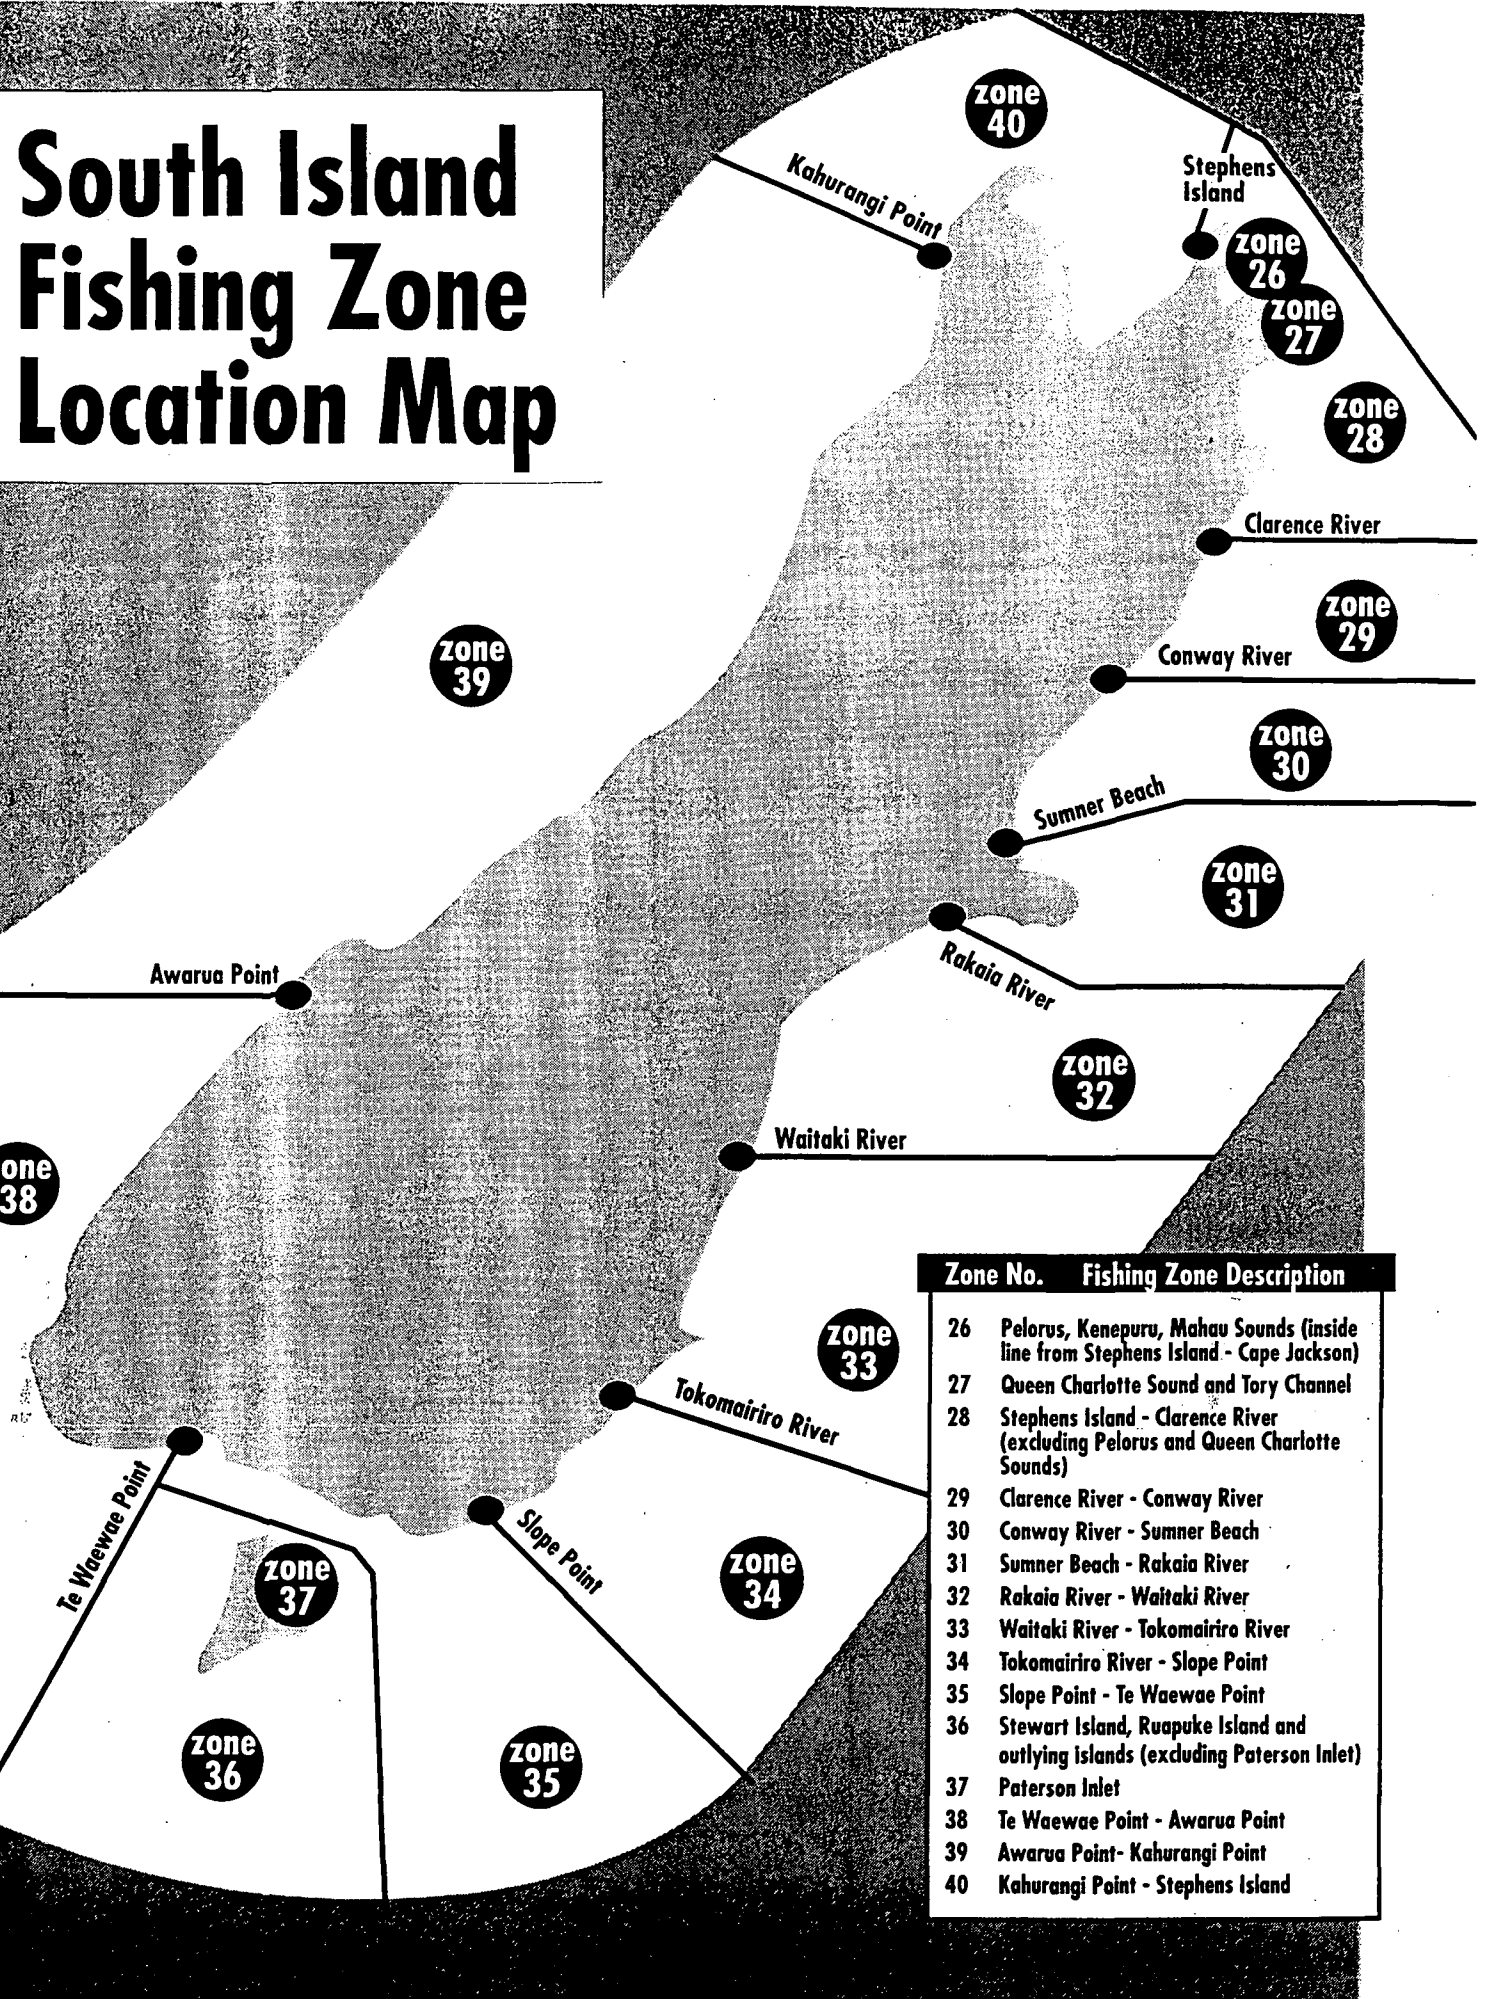 South Island
Fishing Zone
Location Map
zone
40
Kahurangi Point
Stephens
Island
zone
26
zone
27
zone
28
Clarence River
zone
29
zone
39
Conway River
zone
30
Sumner Beach
zone
31
Rakaia River
Awarua Point
zone
32
Waitaki River
one
38
zone
33
Tokomairiro River
Te Waewae Point
Slope Point
zone
37
zone
34
zone
36
zone
35
Zone No. Fishing Zone Description
26 Pelorus, Kenepuru, Mahau Sounds (inside
line from Stephens Island - Cape Jackson)
27 Queen Charlotte Sound and Tory Channel
28 Stephens Island - Clarence River
(excluding Pelorus and Queen Charlotte
Sounds)
29 Clarence River - Conway River
30 Conway River - Sumner Beach
31 Sumner Beach - Rakaia River
32 Rakaia River - Waitaki River
33 Waitaki River - Tokomairiro River
34 Tokomairiro River - Slope Point
35 Slope Point - Te Waewae Point
36 Stewart Island, Ruapuke Island and
outlying islands (excluding Paterson Inlet)
37 Paterson Inlet
38 Te Waewae Point - Awarua Point
39 Awarua Point- Kahurangi Point
40 Kahurangi Point - Stephens Island